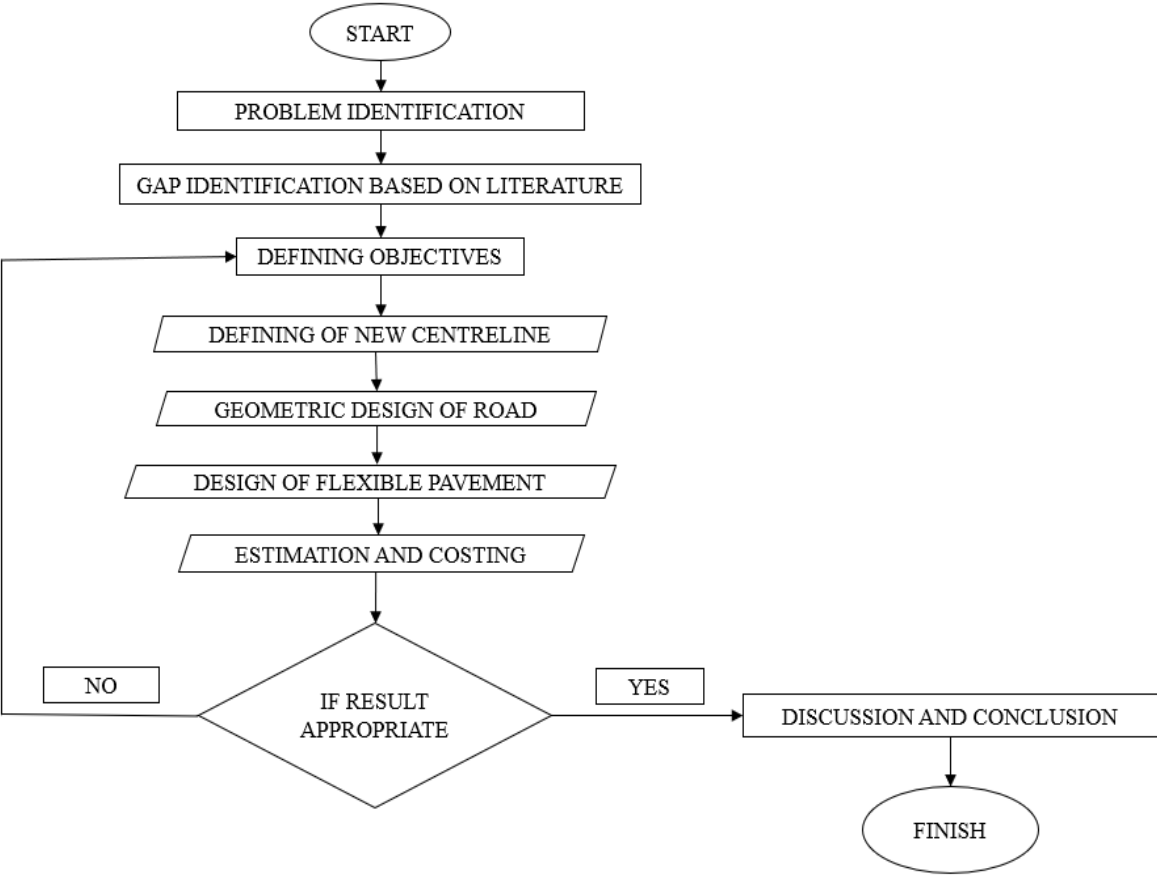 START
PROBLEM IDENTIFICATION
GAP IDENTIFICATION BASED ON LITERATURE
DEFINING OBJECTIVES
DEFINING OF NEW CENTRELINE
GEOMETRIC DESIGN OF ROAD
DESIGN OF FLEXIBLE PAVEMENT
ESTIMATION AND COSTING
NO
IF RESULT
APPROPRIATE
YES
DISCUSSION AND CONCLUSION
FINISH